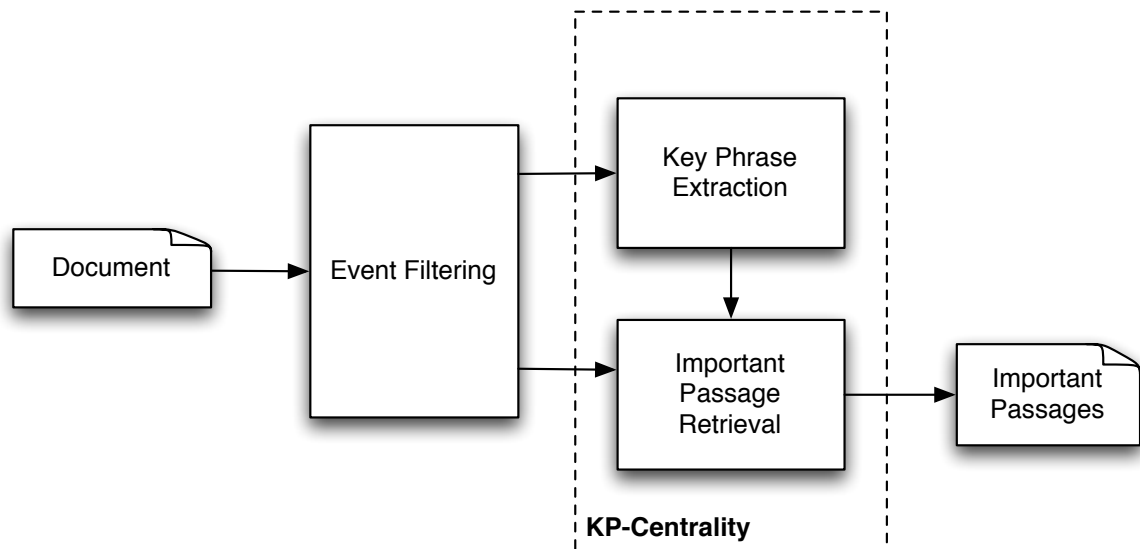 Document
Event Filtering
Key Phrase
Extraction
Important
Passage
Retrieval
Important
Passages
KP-Centrality